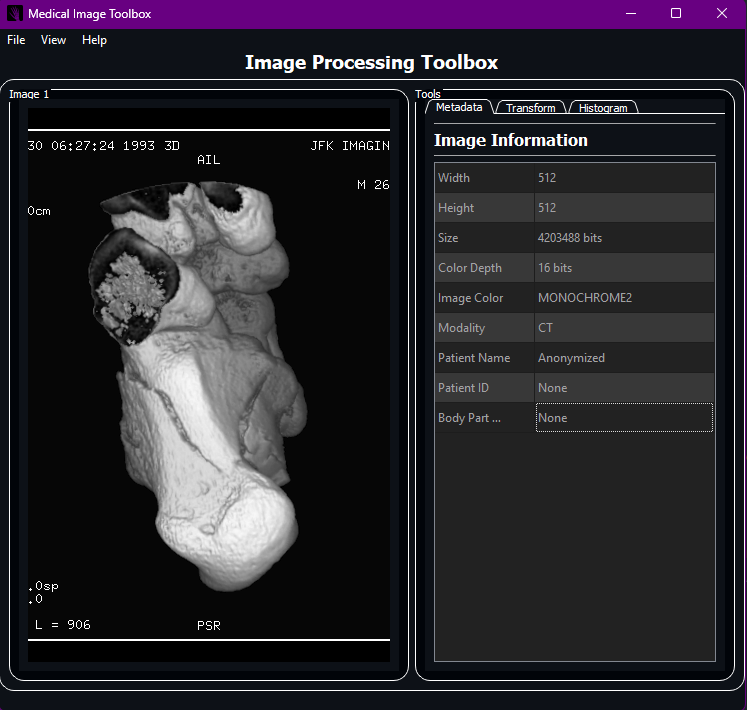 Medical Image Toolbox
File View Help
Image Processing Toolbox
Image 1
30 06:27:24 1993 3D JFK IMAGIN
AIL
M 26
0cm
.0sp
.0
L = 906 PSR
Tools
Metadata Transform Histogram
Image Information
Width 512
Height 512
Size 4203488 bits
Color Depth 16 bits
Image Color MONOCHROME2
Modality CT
Patient Name Anonymized
Patient ID None
Body Part ... None